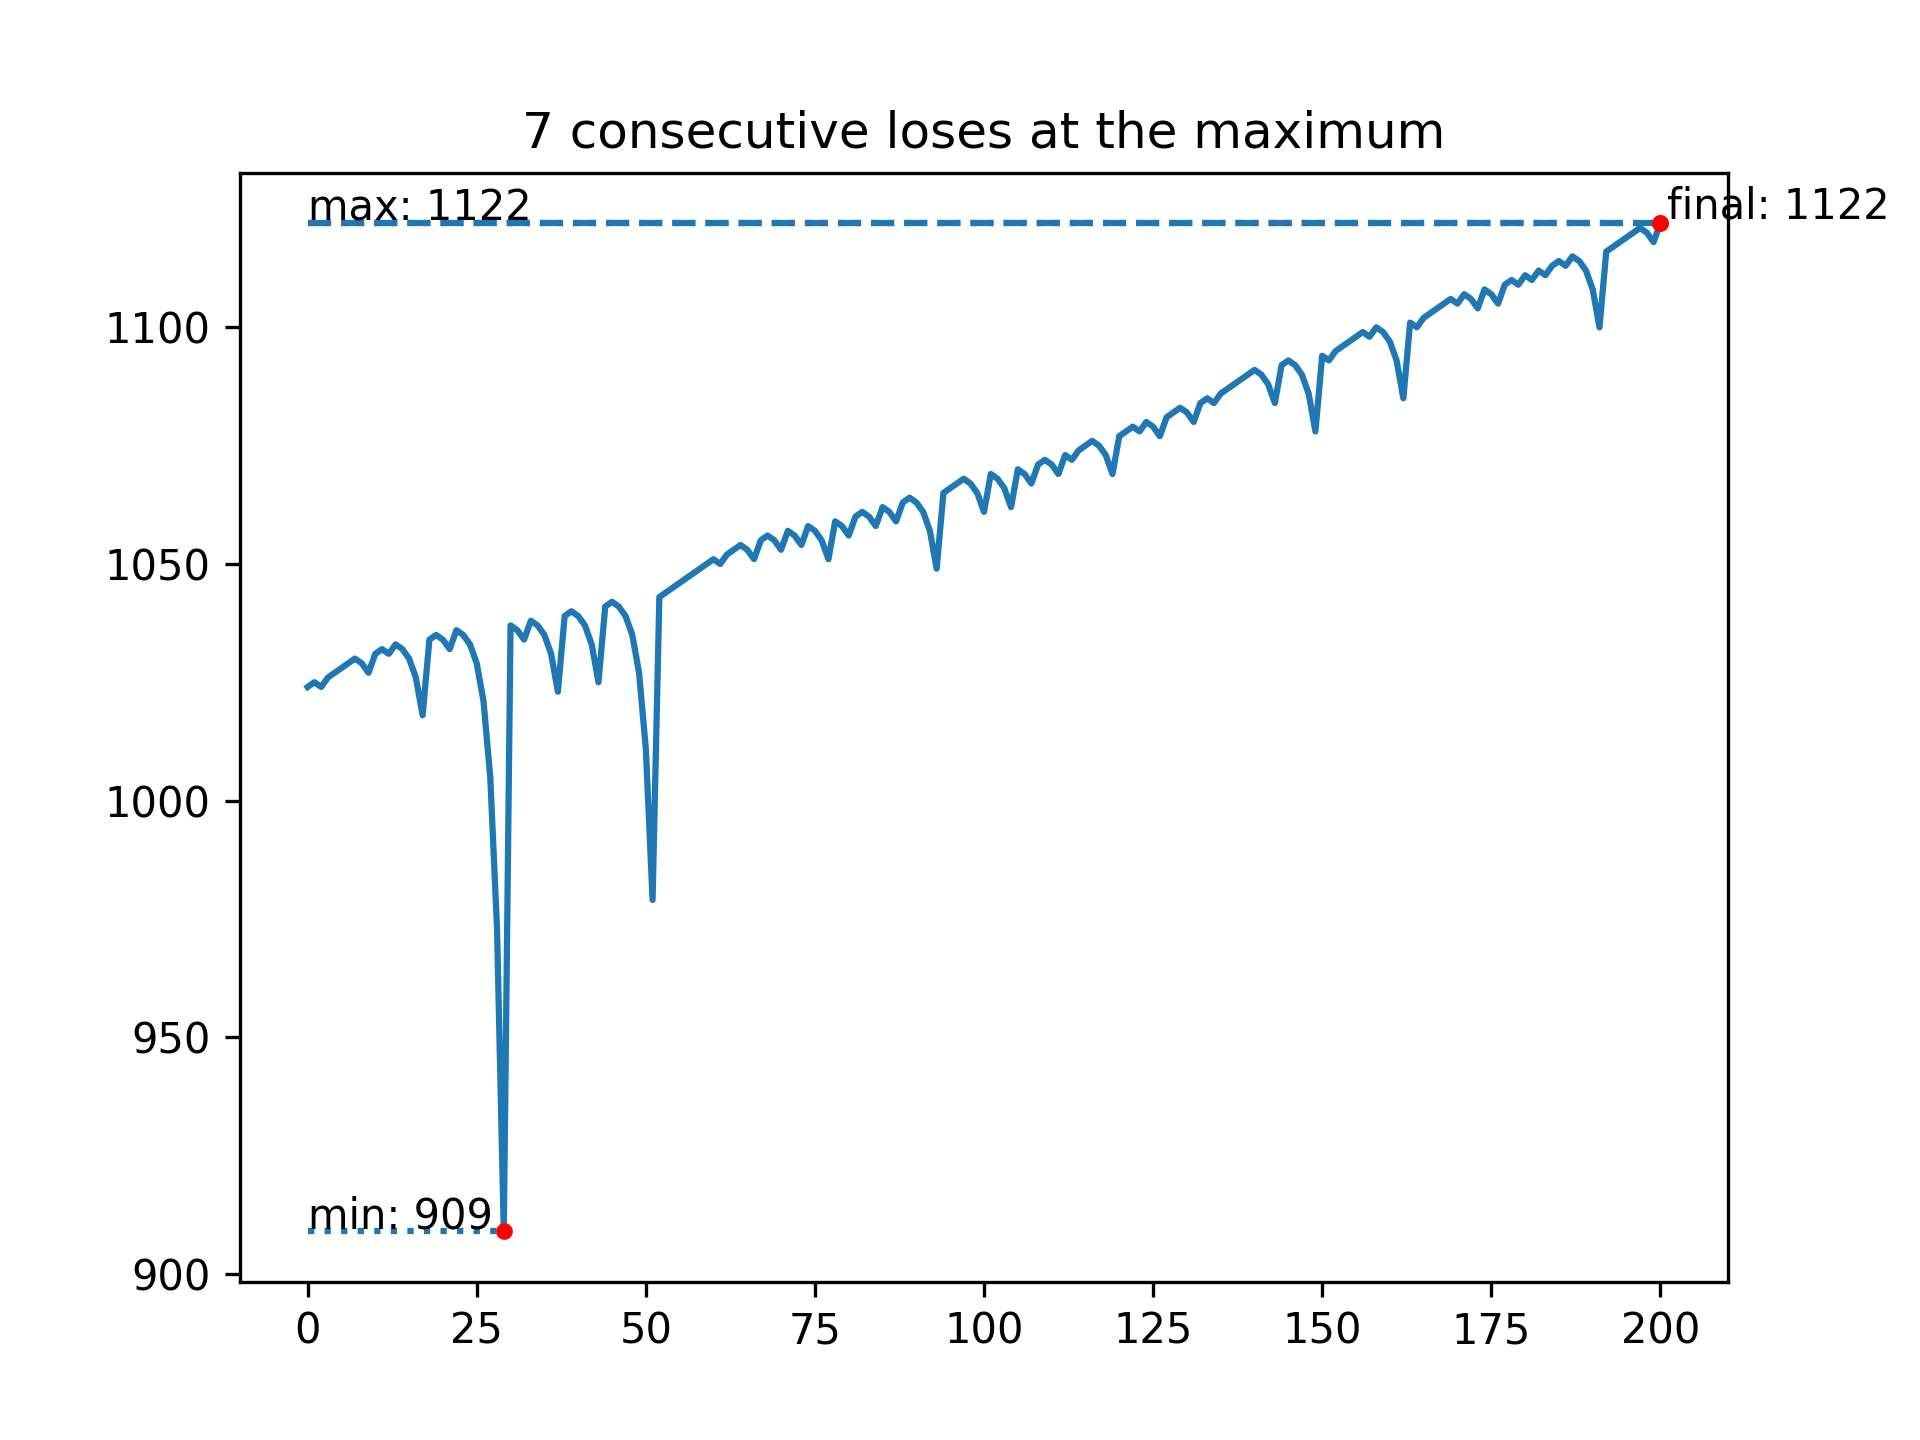 7 consecutive loses at the maximum
max: 1122
final: 1122
1100
1050
1000
950
min: 909
900
0 25 50 75 100 125 150 175 200